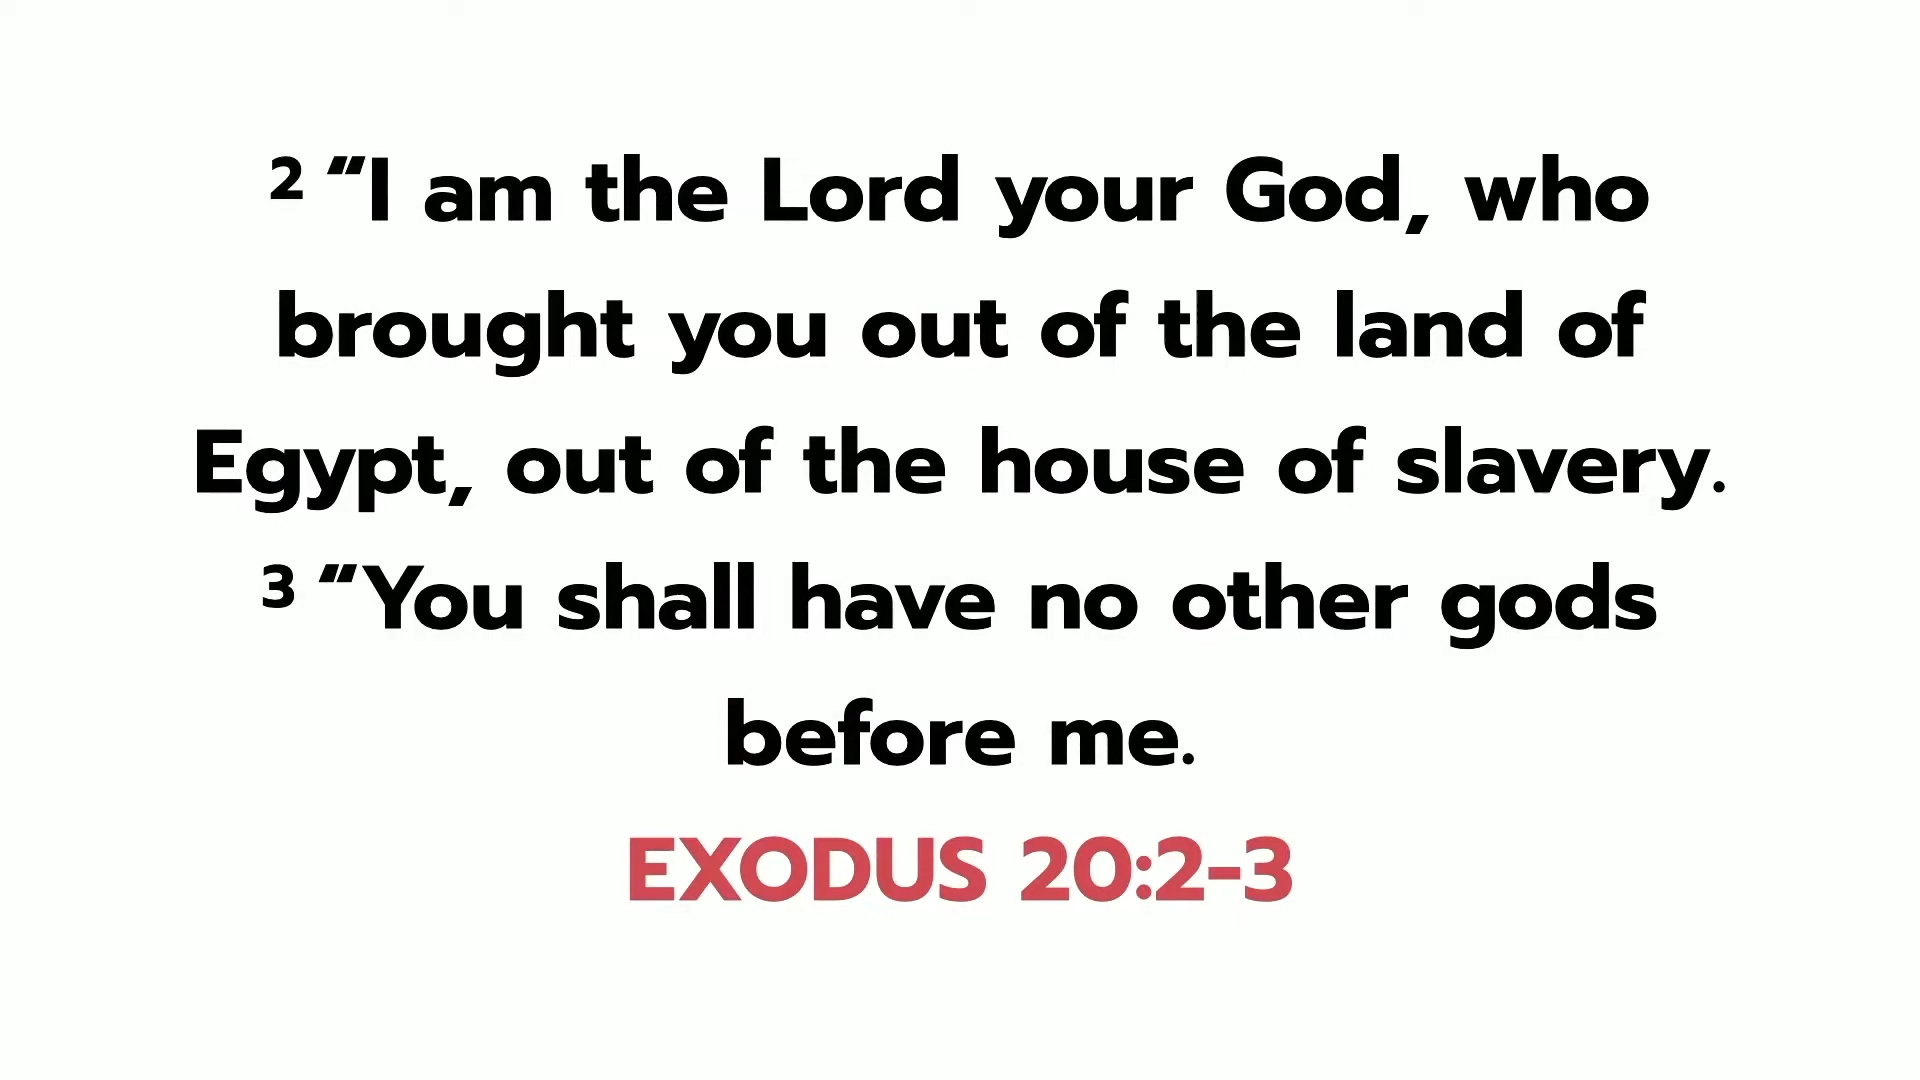 2 “I am the Lord your God, who
brought you out of the land of
Egypt, out of the house of slavery.
3 “You shall have no other gods
before me.
EXODUS 20:2-3